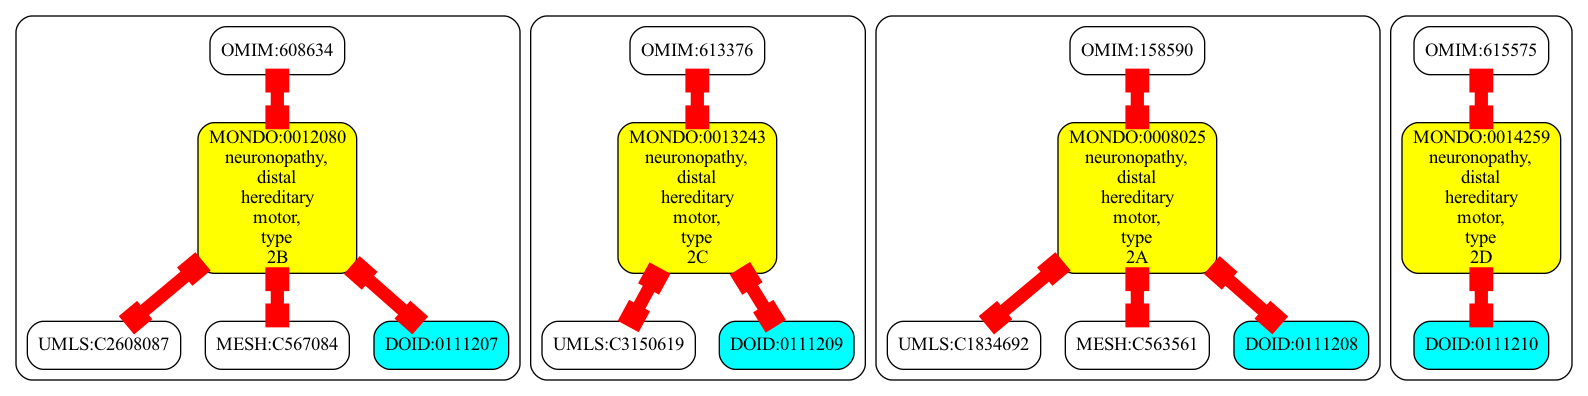 OMIM:608634
MONDO:0012080
neuronopathy,
distal
hereditary
motor,
type
2B
UMLS:C2608087
MESH:C567084
DOID:0111207
OMIM:613376
MONDO:0013243
neuronopathy,
distal
hereditary
motor,
type
2C
UMLS:C3150619
DOID:0111209
OMIM:158590
MONDO:0008025
neuronopathy,
distal
hereditary
motor,
type
2A
UMLS:C1834692
MESH:C563561
DOID:0111208
OMIM:615575
MONDO:0014259
neuronopathy,
distal
hereditary
motor,
type
2D
DOID:0111210